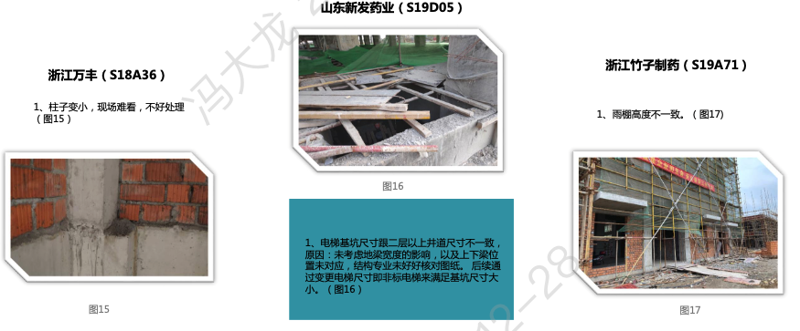 浙江万丰（S18A36）
1、柱子变小，现场难看，不好处理
（图15）
图15
山东新发药业（S19D05）
图16
1、电梯基坑尺寸跟二层以上井道尺寸不一致，
原因：未考虑地梁宽度的影响，以及上下梁位
置未对应，结构专业未好好核对图纸。 后续通
过变更电梯尺寸即非标电梯来满足基坑尺寸大
小。（图16）
浙江竹子制药（S19A71）
1、雨棚高度不一致。（图17)
图17
冯大龙
12-28